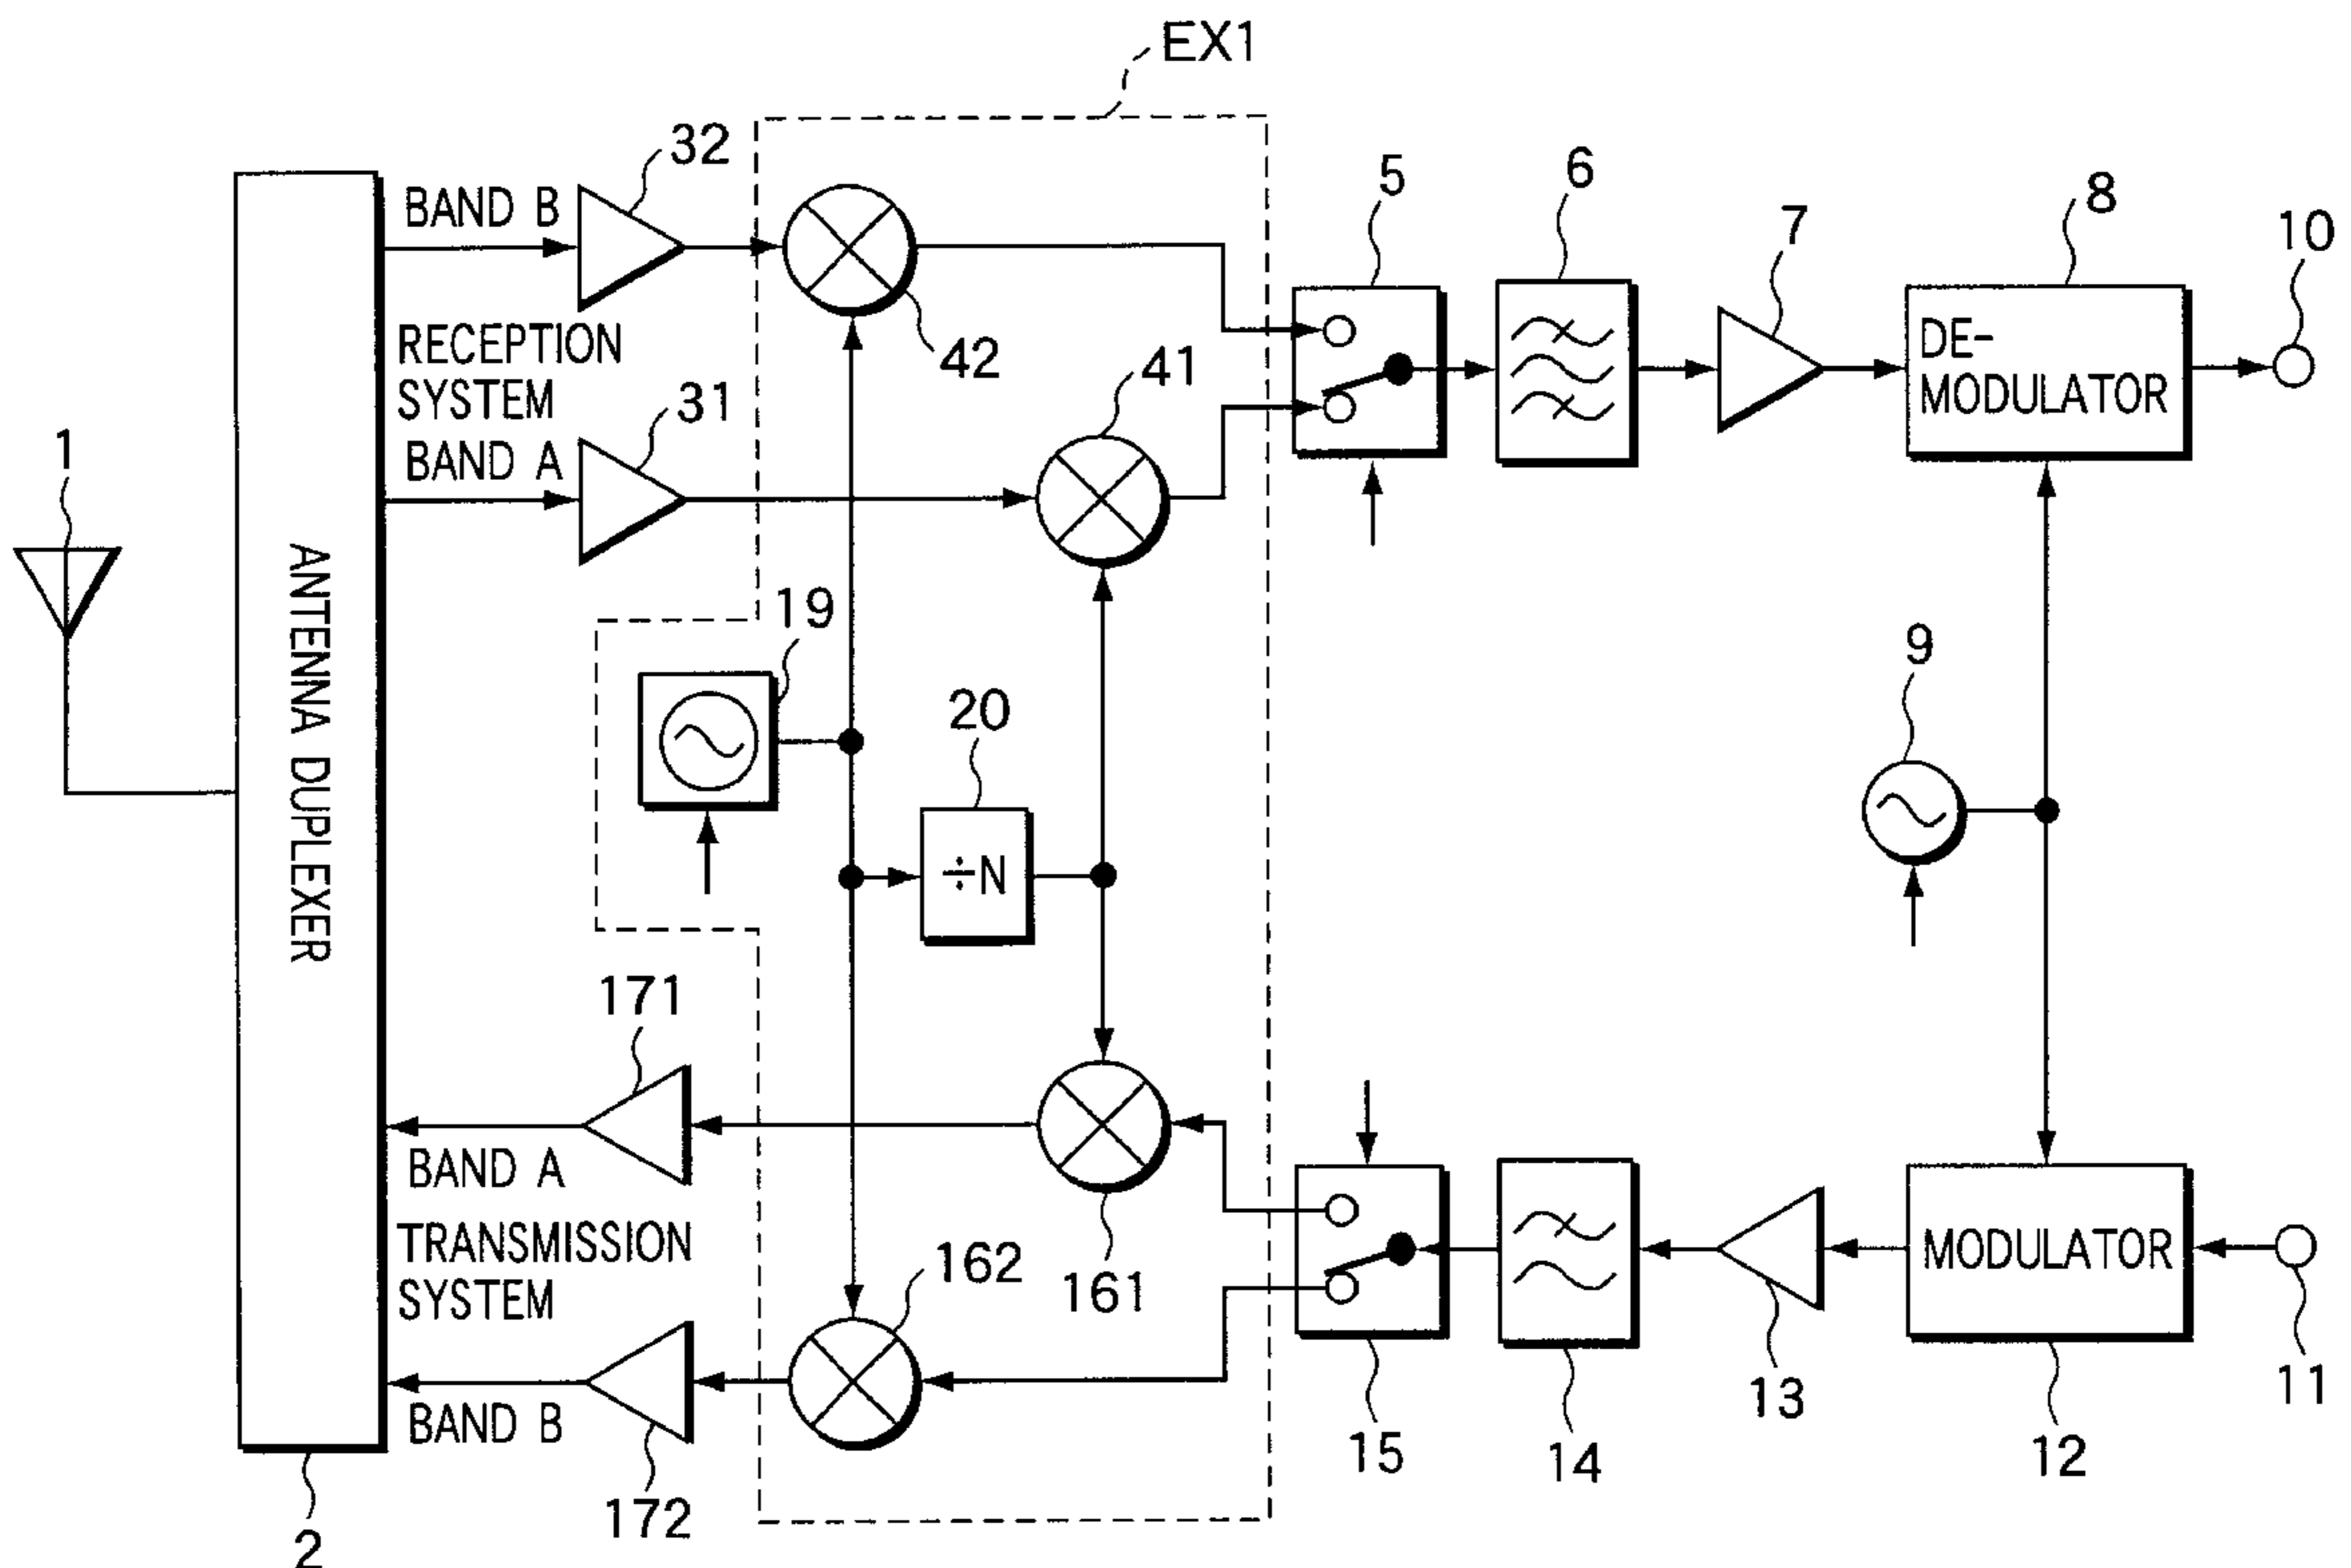 EX1
32
5
6
7
8
10
BAND B
42
41
DE-
MODULATOR
RECEPTION
SYSTEM
31
BAND A
1
19
20
9
÷N
ANTENNA DUPLEXER
171
BAND A
161
TRANSMISSION
SYSTEM
162
MODULATOR
BAND B
172
15
14
13
12
11
2